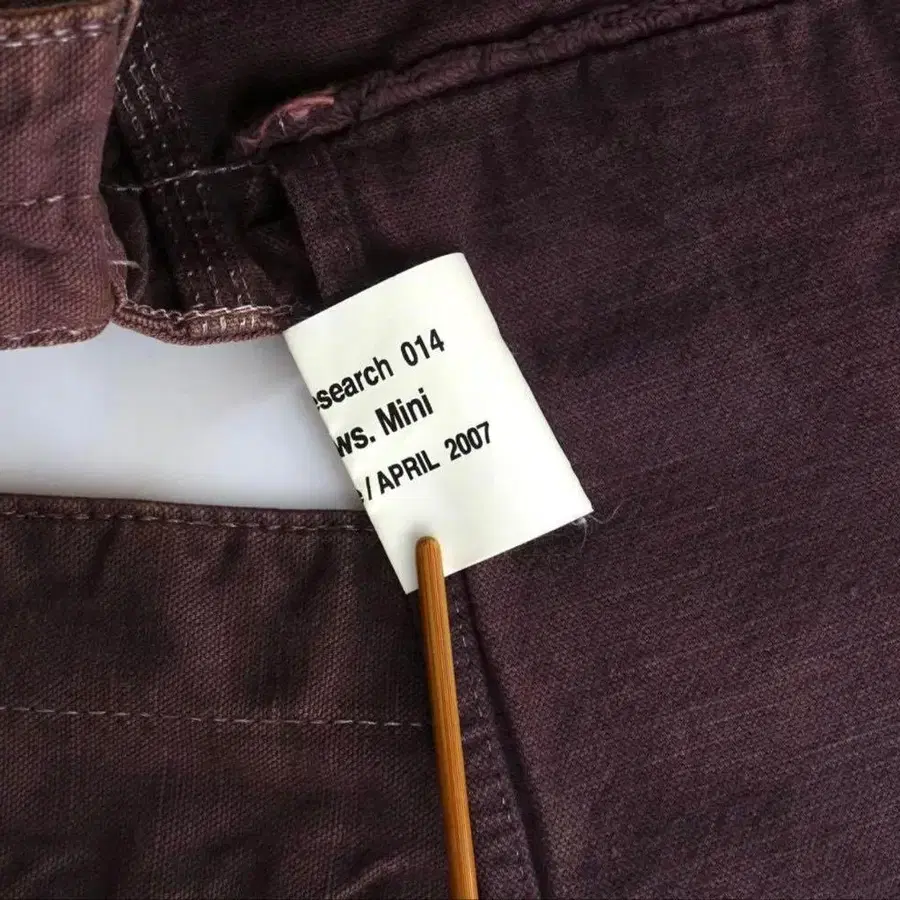 esearch 014
ws. Mini
/ APRIL 2007